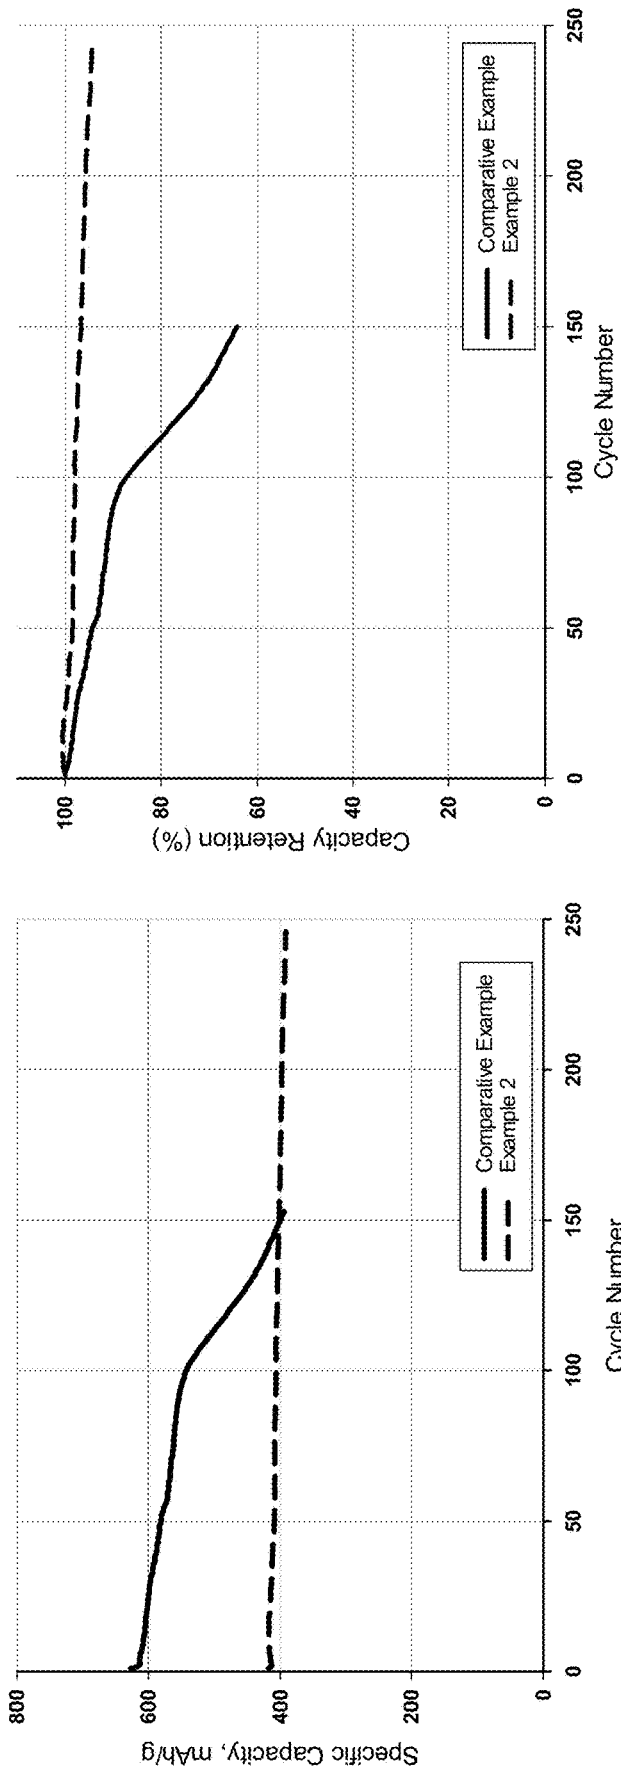 Specific Capacity, mAh/g
800
600
400
200
0
0
50
100
150
200
250
Cycle Number
Comparative Example
Example 2
Capacity Retention (%)
100
80
60
40
20
0
0
50
100
150
200
250
Cycle Number
Comparative Example
Example 2